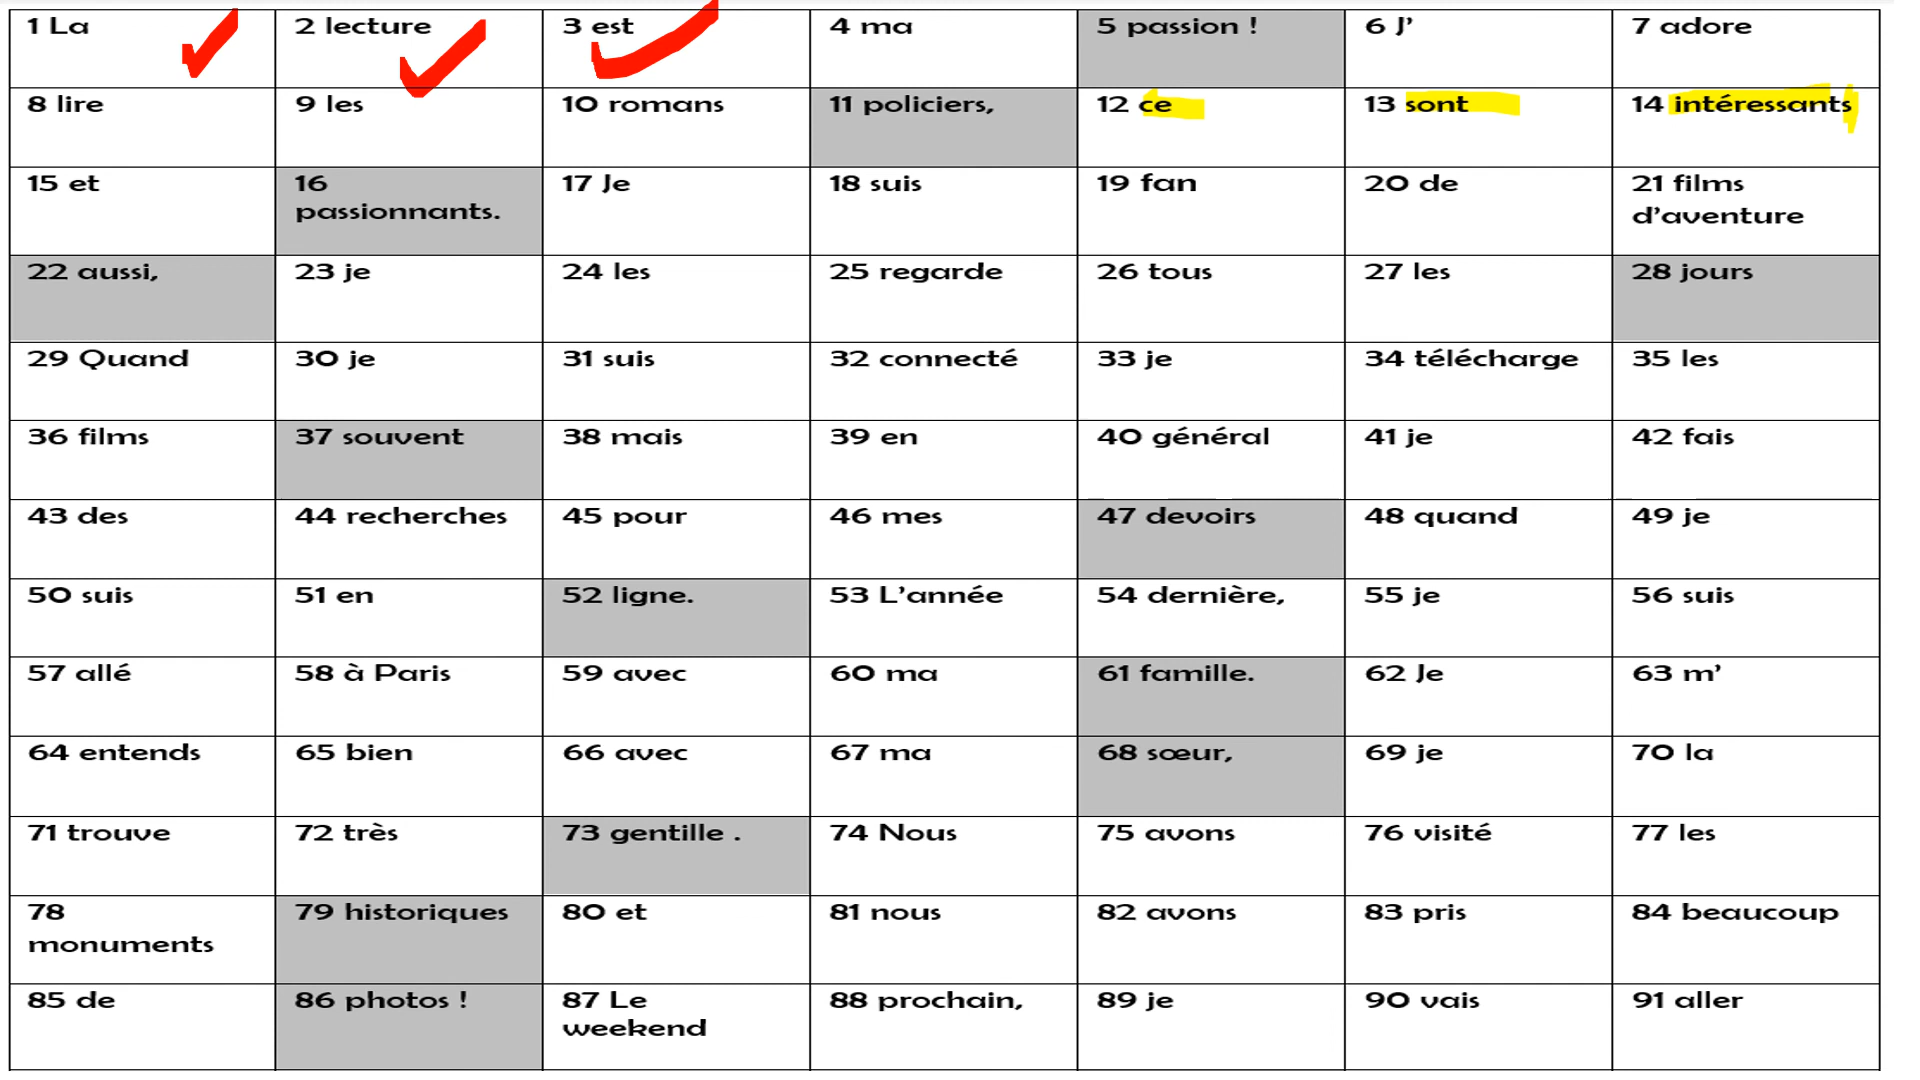 1 La 2 lecture 3 est 4 ma 5 passion ! 6 J’ 7 adore
8 lire 9 les 10 romans 11 policiers, 12 ce 13 sont 14 intéressants
15 et 16 passionnants. 17 Je 18 suis 19 fan 20 de 21 films d’aventure
22 aussi, 23 je 24 les 25 regarde 26 tous 27 les 28 jours
29 Quand 30 je 31 suis 32 connecté 33 je 34 télécharge 35 les
36 films 37 souvent 38 mais 39 en 40 général 41 je 42 fais
43 des 44 recherches 45 pour 46 mes 47 devoirs 48 quand 49 je
50 suis 51 en 52 ligne. 53 L’année 54 dernière, 55 je 56 suis
57 allé 58 à Paris 59 avec 60 ma 61 famille. 62 Je 63 m’
64 entends 65 bien 66 avec 67 ma 68 sœur, 69 je 70 la
71 trouve 72 très 73 gentille . 74 Nous 75 avons 76 visité 77 les
78 monuments 79 historiques 80 et 81 nous 82 avons 83 pris 84 beaucoup
85 de 86 photos ! 87 Le weekend 88 prochain, 89 je 90 vais 91 aller